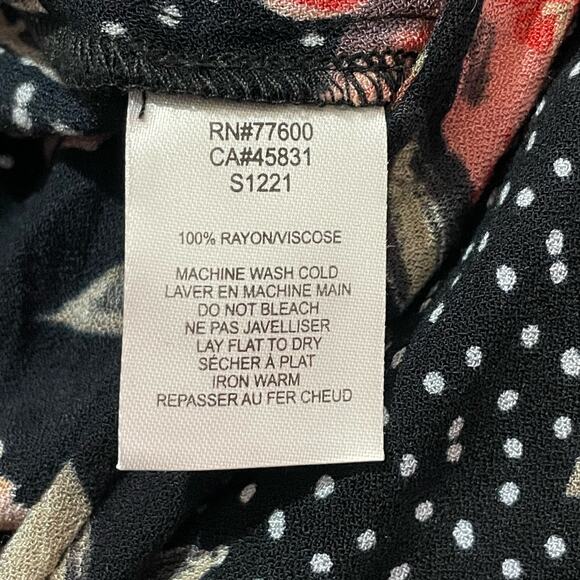 RN#77600
CA#45831
S1221
100% RAYON/VISCOSE
MACHINE WASH COLD
LAVER EN MACHINE MAIN
DO NOT BLEACH
NE PAS JAVELLISER
LAY FLAT TO DRY
SÉCHER À PLAT
IRON WARM
REPASSER AU FER CHEUD